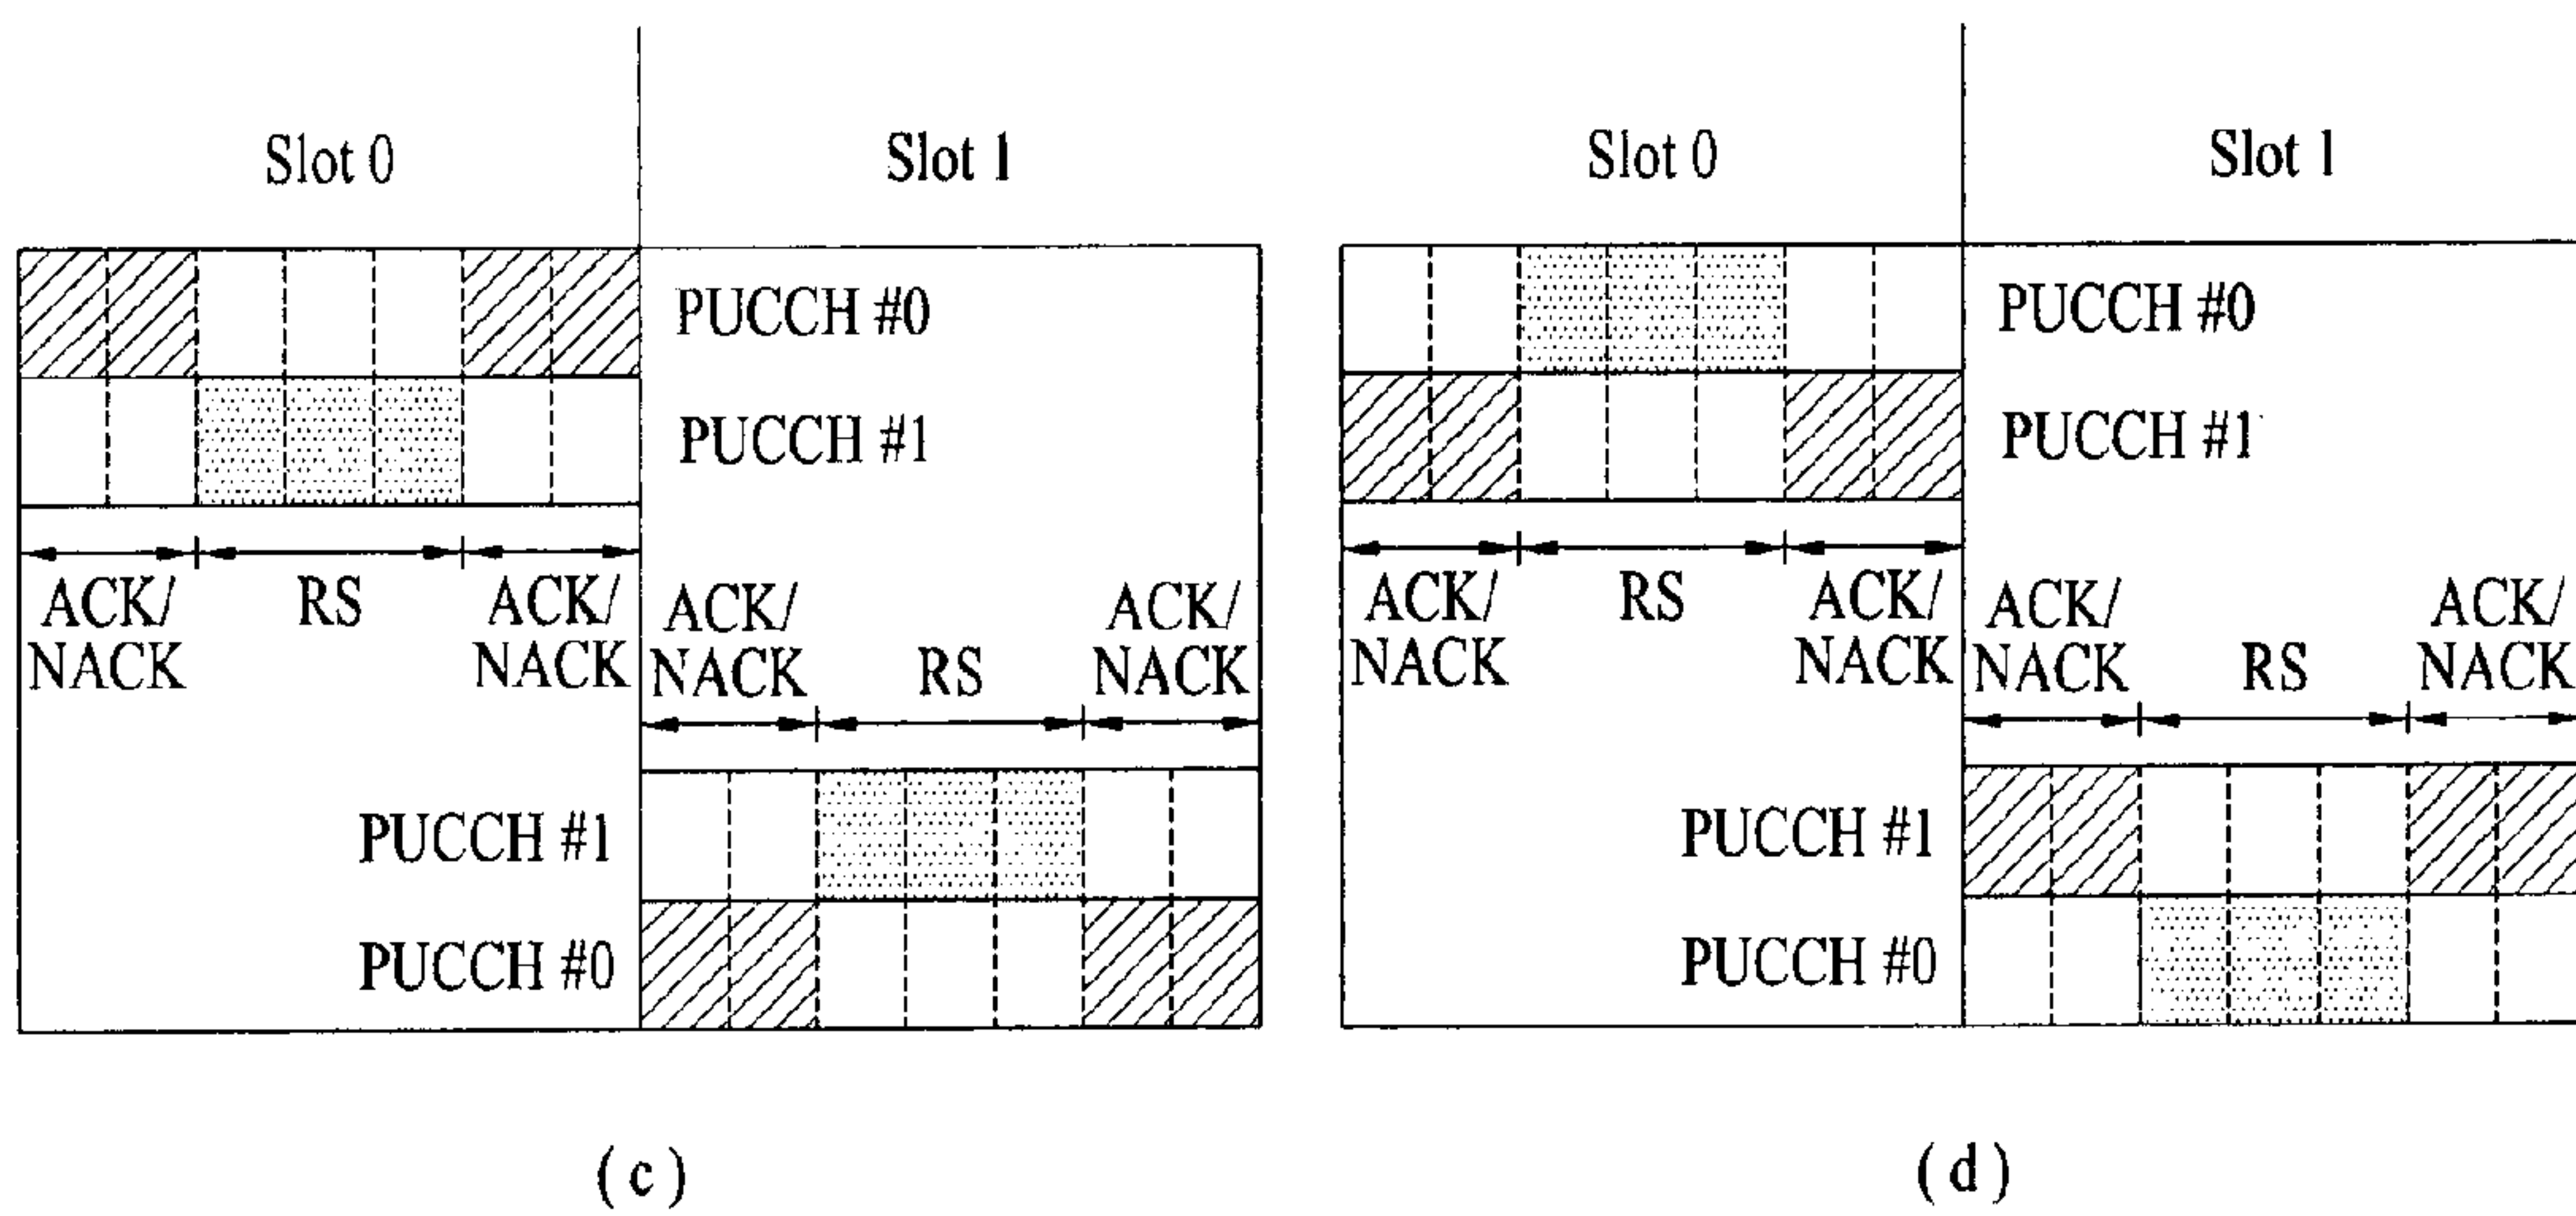 Slot 0
Slot 1
PUCCH #0
PUCCH #1
ACK/
NACK
RS
ACK/
NACK
ACK/
NACK
RS
ACK/
NACK
PUCCH #1
PUCCH #0
(c)
Slot 0
Slot 1
PUCCH #0
PUCCH #1
ACK/
NACK
RS
ACK/
NACK
ACK/
NACK
RS
ACK/
NACK
PUCCH #1
PUCCH #0
(d)